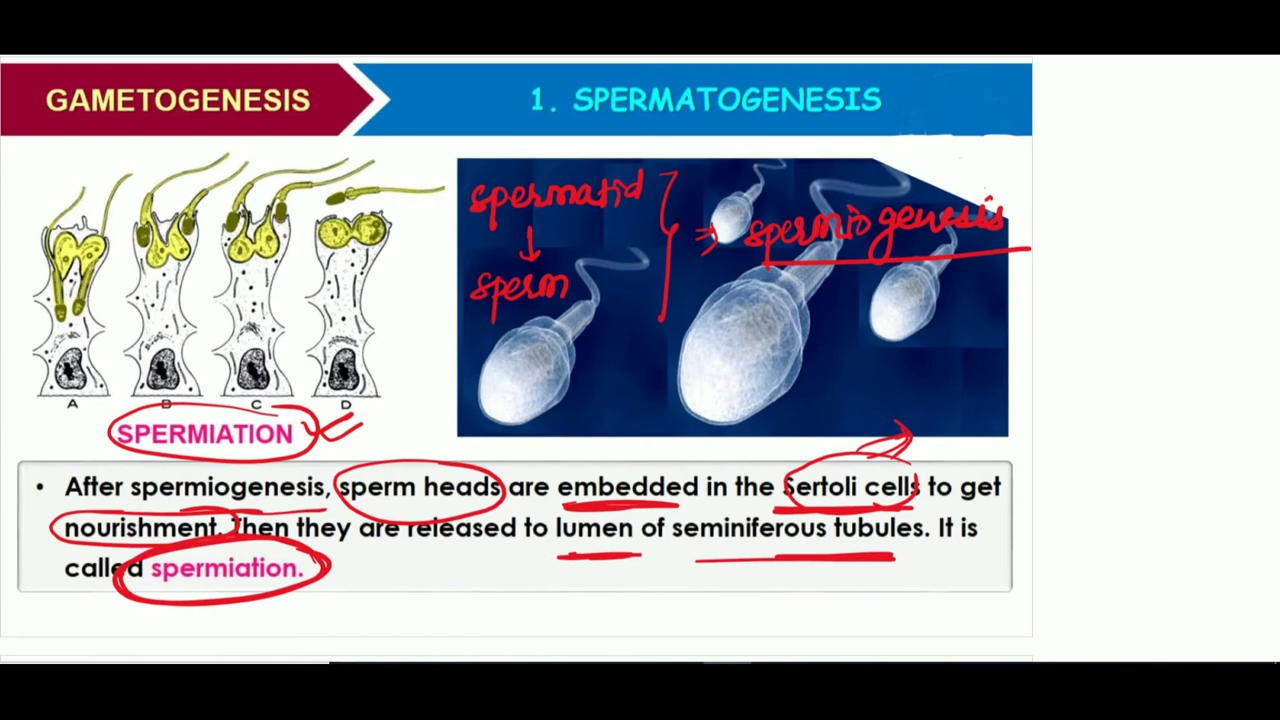 GAMETOGENESIS
1. SPERMATOGENESIS
spermatid
↓
sperm
⇒ spermiogenesis
A B C D
SPERMIATION
• After spermiogenesis, sperm heads are embedded in the Sertoli cells to get
nourishment. Then they are released to lumen of seminiferous tubules. It is
called spermiation.